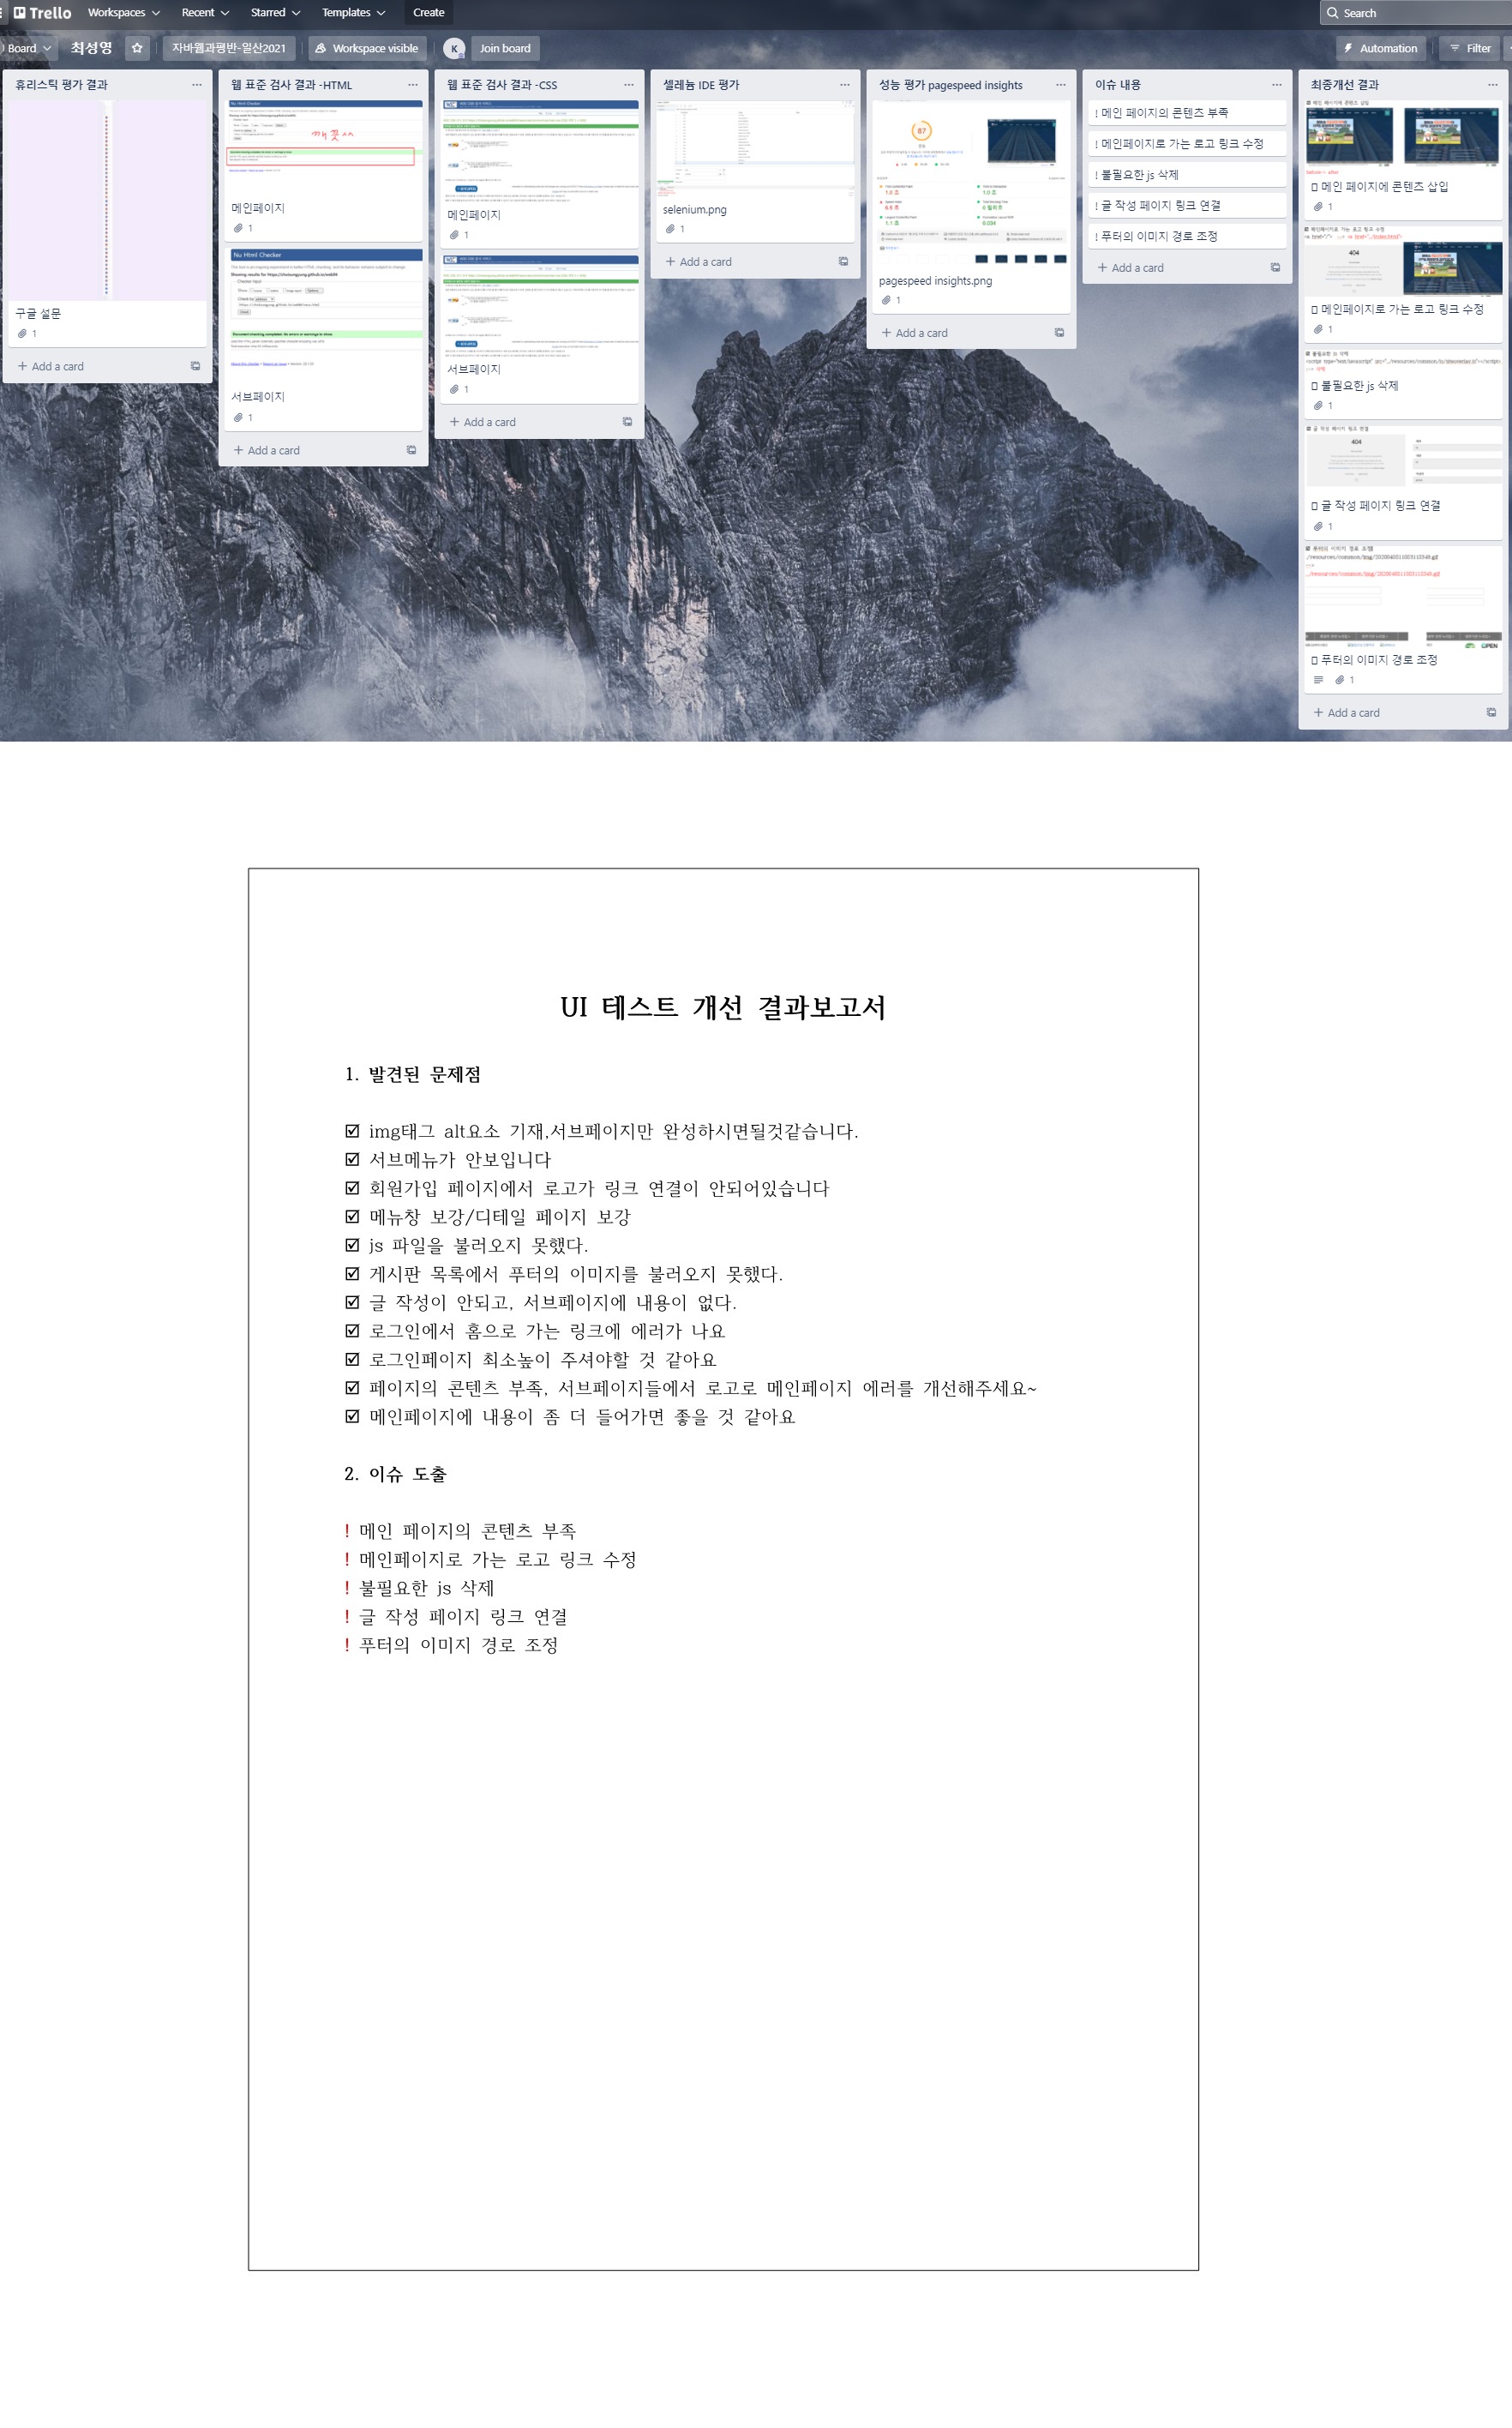 Trello
Workspaces
Recent
Starred
Templates
Create
Search
Board
최성영
자바웹과평반-일산2021
Workspace visible
K
Join board
Automation
Filter
휴리스틱 평가 결과
구글 설문
1
Add a card
웹 표준 검사 결과 -HTML
Nu Html Checker
깨끗^^
메인페이지
1
Nu Html Checker
서브페이지
1
Add a card
웹 표준 검사 결과 -CSS
메인페이지
1
서브페이지
1
Add a card
셀레늄 IDE 평가
selenium.png
1
Add a card
성능 평가 pagespeed insights
87
pagespeed insights.png
1
Add a card
이슈 내용
! 메인 페이지의 콘텐츠 부족
! 메인페이지로 가는 로고 링크 수정
! 불필요한 js 삭제
! 글 작성 페이지 링크 연결
! 푸터의 이미지 경로 조정
Add a card
최종개선 결과
메인 페이지에 콘텐츠 삽입
1
404
메인페이지로 가는 로고 링크 수정
1
불필요한 js 삭제
1
404
글 작성 페이지 링크 연결
1
푸터의 이미지 경로 조정
1
Add a card
UI 테스트 개선 결과보고서
1. 발견된 문제점
☑ img태그 alt요소 기재,서브페이지만 완성하시면될것같습니다.
☑ 서브메뉴가 안보입니다
☑ 회원가입 페이지에서 로고가 링크 연결이 안되어있습니다
☑ 메뉴창 보강/디테일 페이지 보강
☑ js 파일을 불러오지 못했다.
☑ 게시판 목록에서 푸터의 이미지를 불러오지 못했다.
☑ 글 작성이 안되고, 서브페이지에 내용이 없다.
☑ 로그인에서 홈으로 가는 링크에 에러가 나요
☑ 로그인페이지 최소높이 주셔야할 것 같아요
☑ 페이지의 콘텐츠 부족, 서브페이지들에서 로고로 메인페이지 에러를 개선해주세요~
☑ 메인페이지에 내용이 좀 더 들어가면 좋을 것 같아요
2. 이슈 도출
! 메인 페이지의 콘텐츠 부족
! 메인페이지로 가는 로고 링크 수정
! 불필요한 js 삭제
! 글 작성 페이지 링크 연결
! 푸터의 이미지 경로 조정